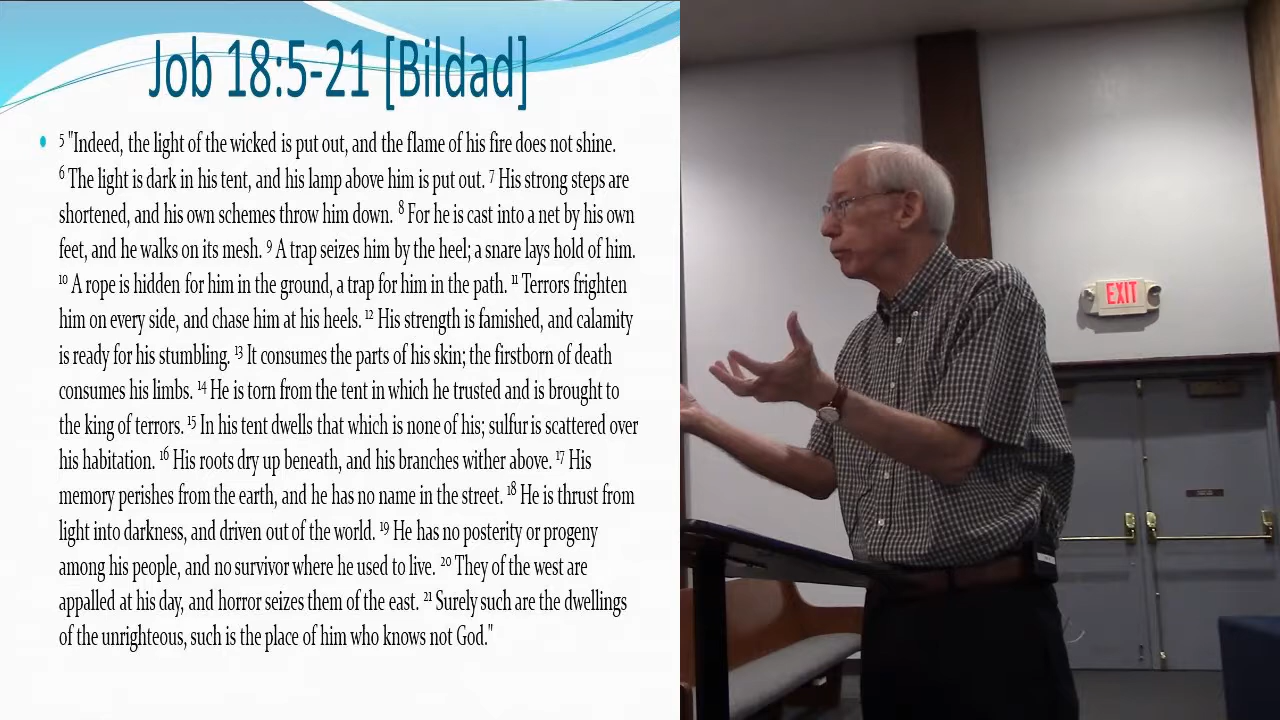 Job 18:5-21 [Bildad]
• ⁵ "Indeed, the light of the wicked is put out, and the flame of his fire does not shine.
⁶ The light is dark in his tent, and his lamp above him is put out. ⁷ His strong steps are
shortened, and his own schemes throw him down. ⁸ For he is cast into a net by his own
feet, and he walks on its mesh. ⁹ A trap seizes him by the heel; a snare lays hold of him.
¹⁰ A rope is hidden for him in the ground, a trap for him in the path. ¹¹ Terrors frighten
him on every side, and chase him at his heels. ¹² His strength is famished, and calamity
is ready for his stumbling. ¹³ It consumes the parts of his skin; the firstborn of death
consumes his limbs. ¹⁴ He is torn from the tent in which he trusted and is brought to
the king of terrors. ¹⁵ In his tent dwells that which is none of his; sulfur is scattered over
his habitation. ¹⁶ His roots dry up beneath, and his branches wither above. ¹⁷ His
memory perishes from the earth, and he has no name in the street. ¹⁸ He is thrust from
light into darkness, and driven out of the world. ¹⁹ He has no posterity or progeny
among his people, and no survivor where he used to live. ²⁰ They of the west are
appalled at his day, and horror seizes them of the east. ²¹ Surely such are the dwellings
of the unrighteous, such is the place of him who knows not God."
EXIT